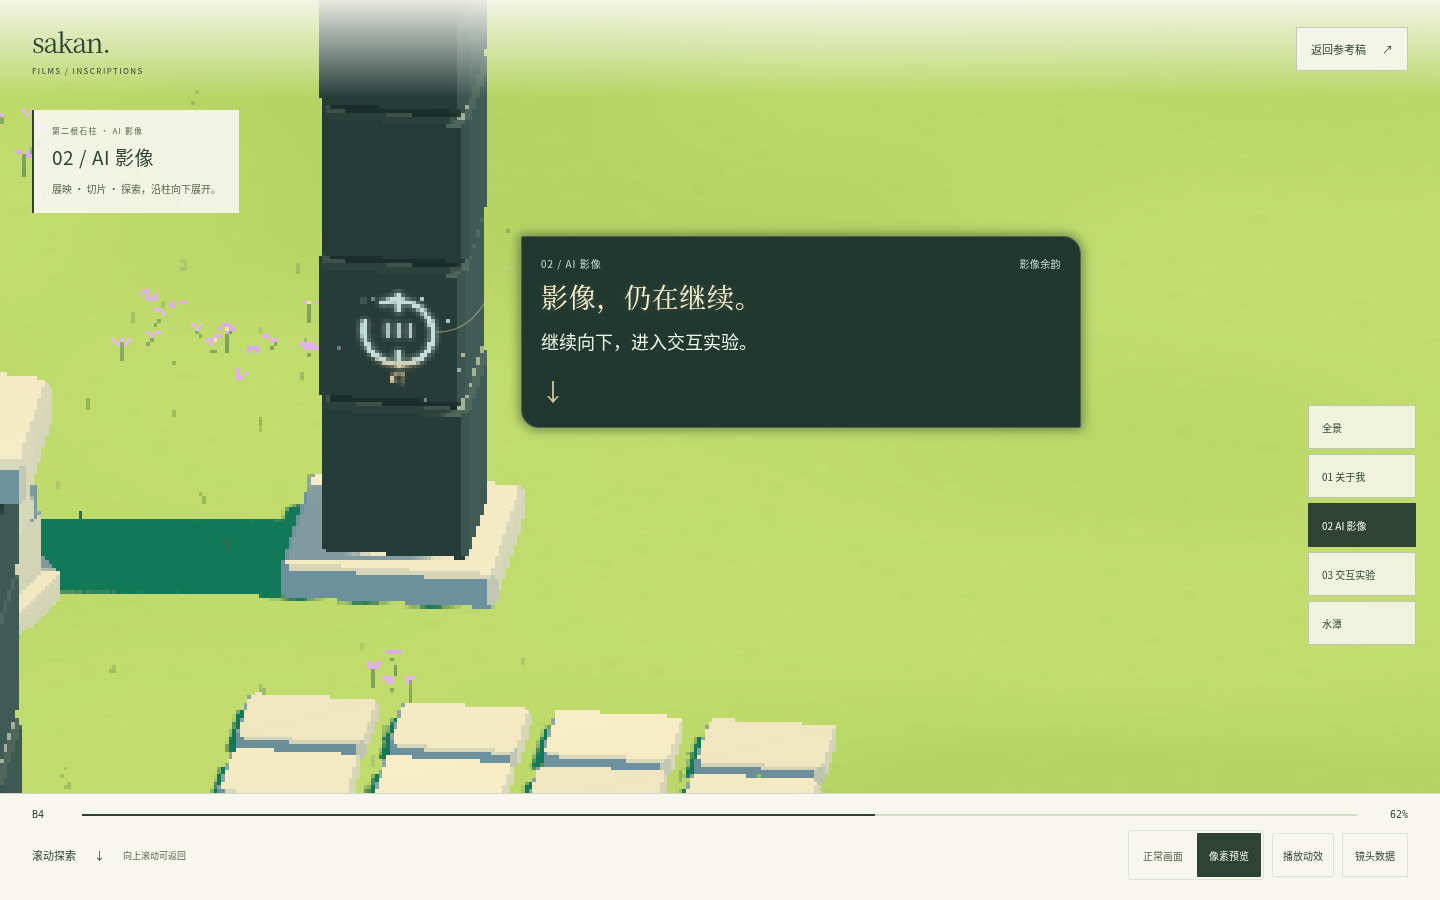 sakan.
FILMS / INSCRIPTIONS
返回参考稿 ↗
第二根石柱 · AI 影像
02 / AI 影像
展映 · 切片 · 探索，沿柱向下展开。
02 / AI 影像
影像余韵
影像，仍在继续。
继续向下，进入交互实验。
↓
全景
01 关于我
02 AI 影像
03 交互实验
水潭
B4
62%
滚动探索 ↓ 向上滚动可返回
正常画面
像素预览
播放动效
镜头数据